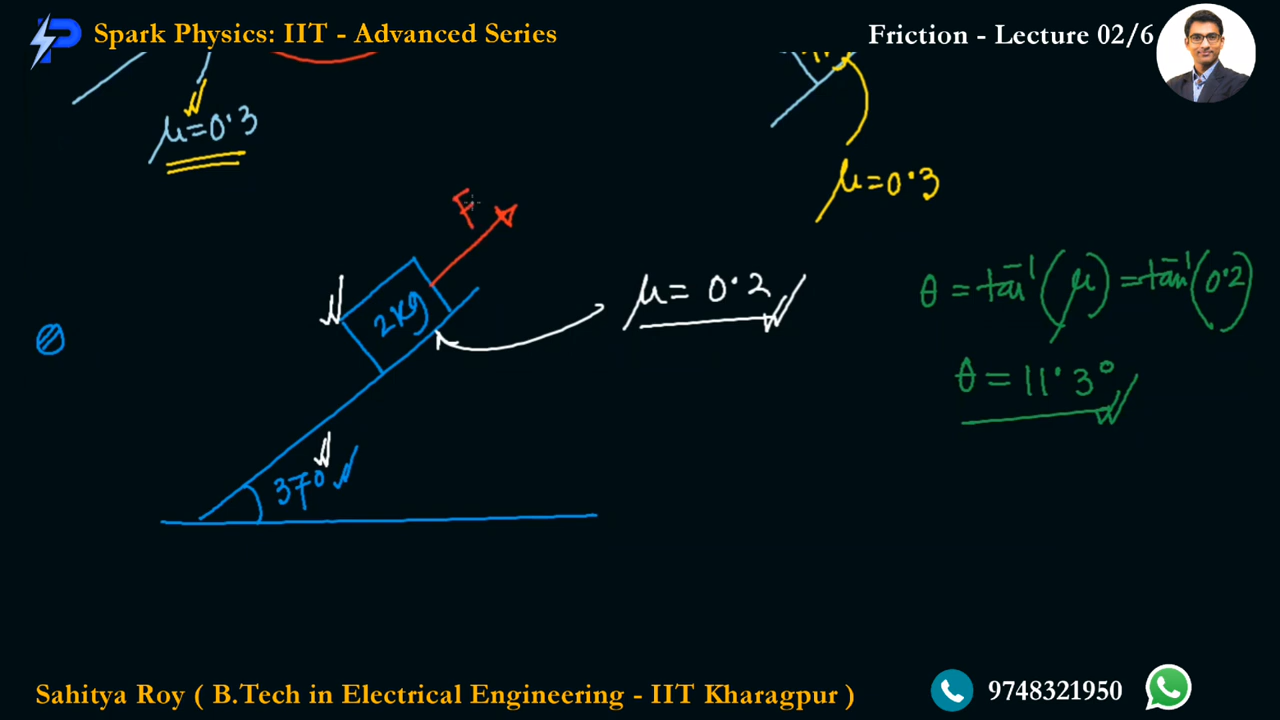 Spark Physics: IIT - Advanced Series
Friction - Lecture 02/6
μ=0.3
μ=0.3
F
2kg
μ= 0.2
37°
θ = tan⁻¹(μ) = tan⁻¹(0.2)
θ = 11.3°
Sahitya Roy ( B.Tech in Electrical Engineering - IIT Kharagpur )
9748321950